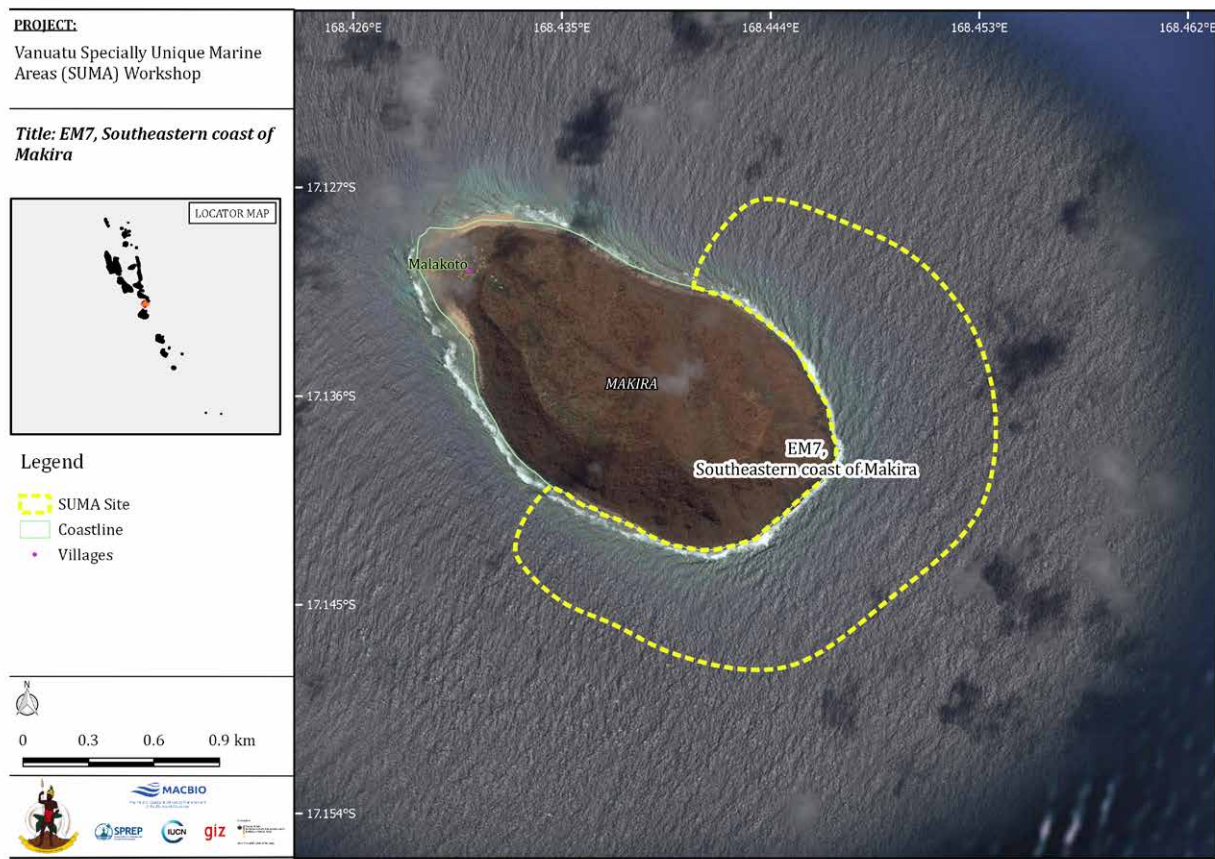 PROJECT:
Vanuatu Specially Unique Marine
Areas (SUMA) Workshop
Title: EM7, Southeastern coast of
Makira
LOCATOR MAP
Legend
SUMA Site
Coastline
Villages
N
0 0.3 0.6 0.9 km
MACBIO
SPREP
IUCN
giz
168.426°E 168.435°E 168.444°E 168.453°E 168.462°E
17.127°S
Malakoto
MAKIRA
17.136°S
EM7,
Southeastern coast of Makira
17.145°S
17.154°S